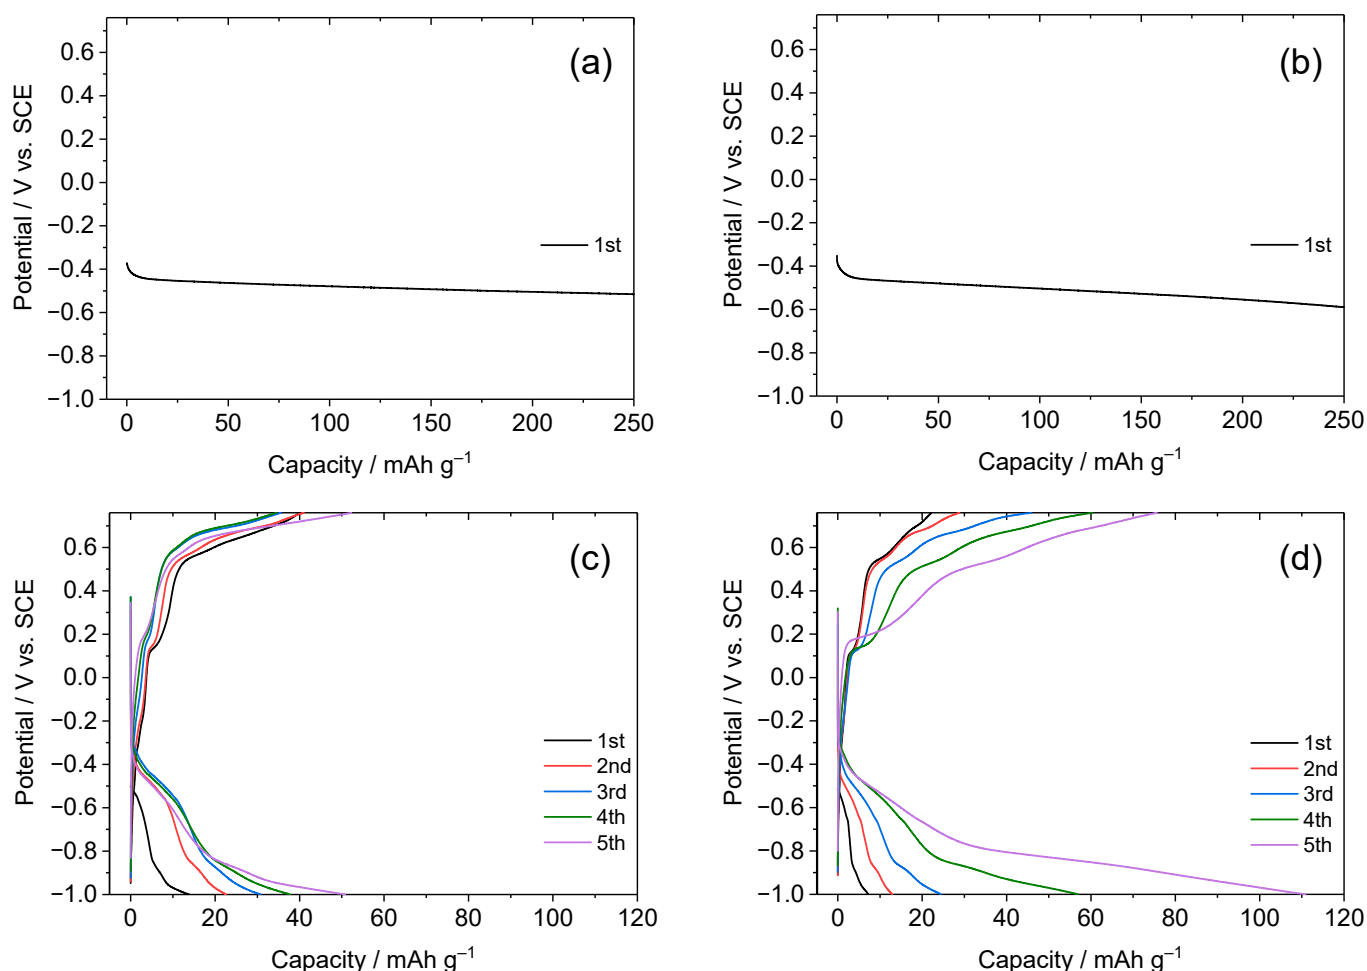 (a)
0.6
0.4
0.2
0.0
−0.2
−0.4
−0.6
−0.8
−1.0
Potential / V vs. SCE
1st
0 50 100 150 200 250
Capacity / mAh g⁻¹
(b)
0.6
0.4
0.2
0.0
−0.2
−0.4
−0.6
−0.8
−1.0
Potential / V vs. SCE
1st
0 50 100 150 200 250
Capacity / mAh g⁻¹
(c)
0.6
0.4
0.2
0.0
−0.2
−0.4
−0.6
−0.8
−1.0
Potential / V vs. SCE
1st
2nd
3rd
4th
5th
0 20 40 60 80 100 120
Capacity / mAh g⁻¹
(d)
0.6
0.4
0.2
0.0
−0.2
−0.4
−0.6
−0.8
−1.0
Potential / V vs. SCE
1st
2nd
3rd
4th
5th
0 20 40 60 80 100 120
Capacity / mAh g⁻¹